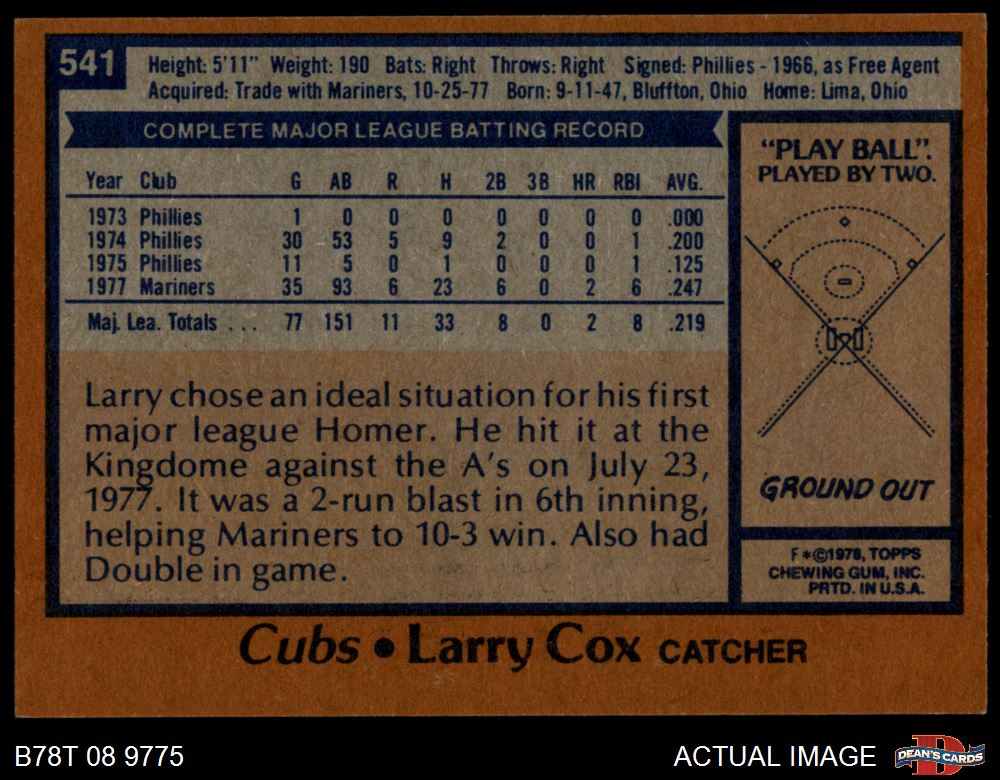 541
Height: 5'11" Weight: 190 Bats: Right Throws: Right Signed: Phillies - 1966, as Free Agent
Acquired: Trade with Mariners, 10-25-77 Born: 9-11-47, Bluffton, Ohio Home: Lima, Ohio
COMPLETE MAJOR LEAGUE BATTING RECORD
Year Club G AB R H 2B 3B HR RBI AVG.
1973 Phillies 1 0 0 0 0 0 0 0 .000
1974 Phillies 30 53 5 9 2 0 0 1 .200
1975 Phillies 11 5 0 1 0 0 0 1 .125
1977 Mariners 35 93 6 23 6 0 2 6 .247
Maj. Lea. Totals . . . 77 151 11 33 8 0 2 8 .219
Larry chose an ideal situation for his first
major league Homer. He hit it at the
Kingdome against the A's on July 23,
1977. It was a 2-run blast in 6th inning,
helping Mariners to 10-3 win. Also had
Double in game.
"PLAY BALL".
PLAYED BY TWO.
GROUND OUT
F*©1978, TOPPS
CHEWING GUM, INC.
PRTD. IN U.S.A.
Cubs • Larry Cox CATCHER
B78T 08 9775
ACTUAL IMAGE
DEAN'S CARDS